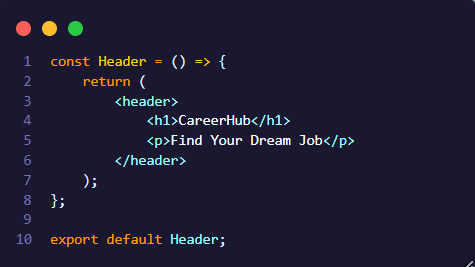 1 const Header = () => {
2     return (
3         <header>
4             <h1>CareerHub</h1>
5             <p>Find Your Dream Job</p>
6         </header>
7     );
8 };
9
10 export default Header;